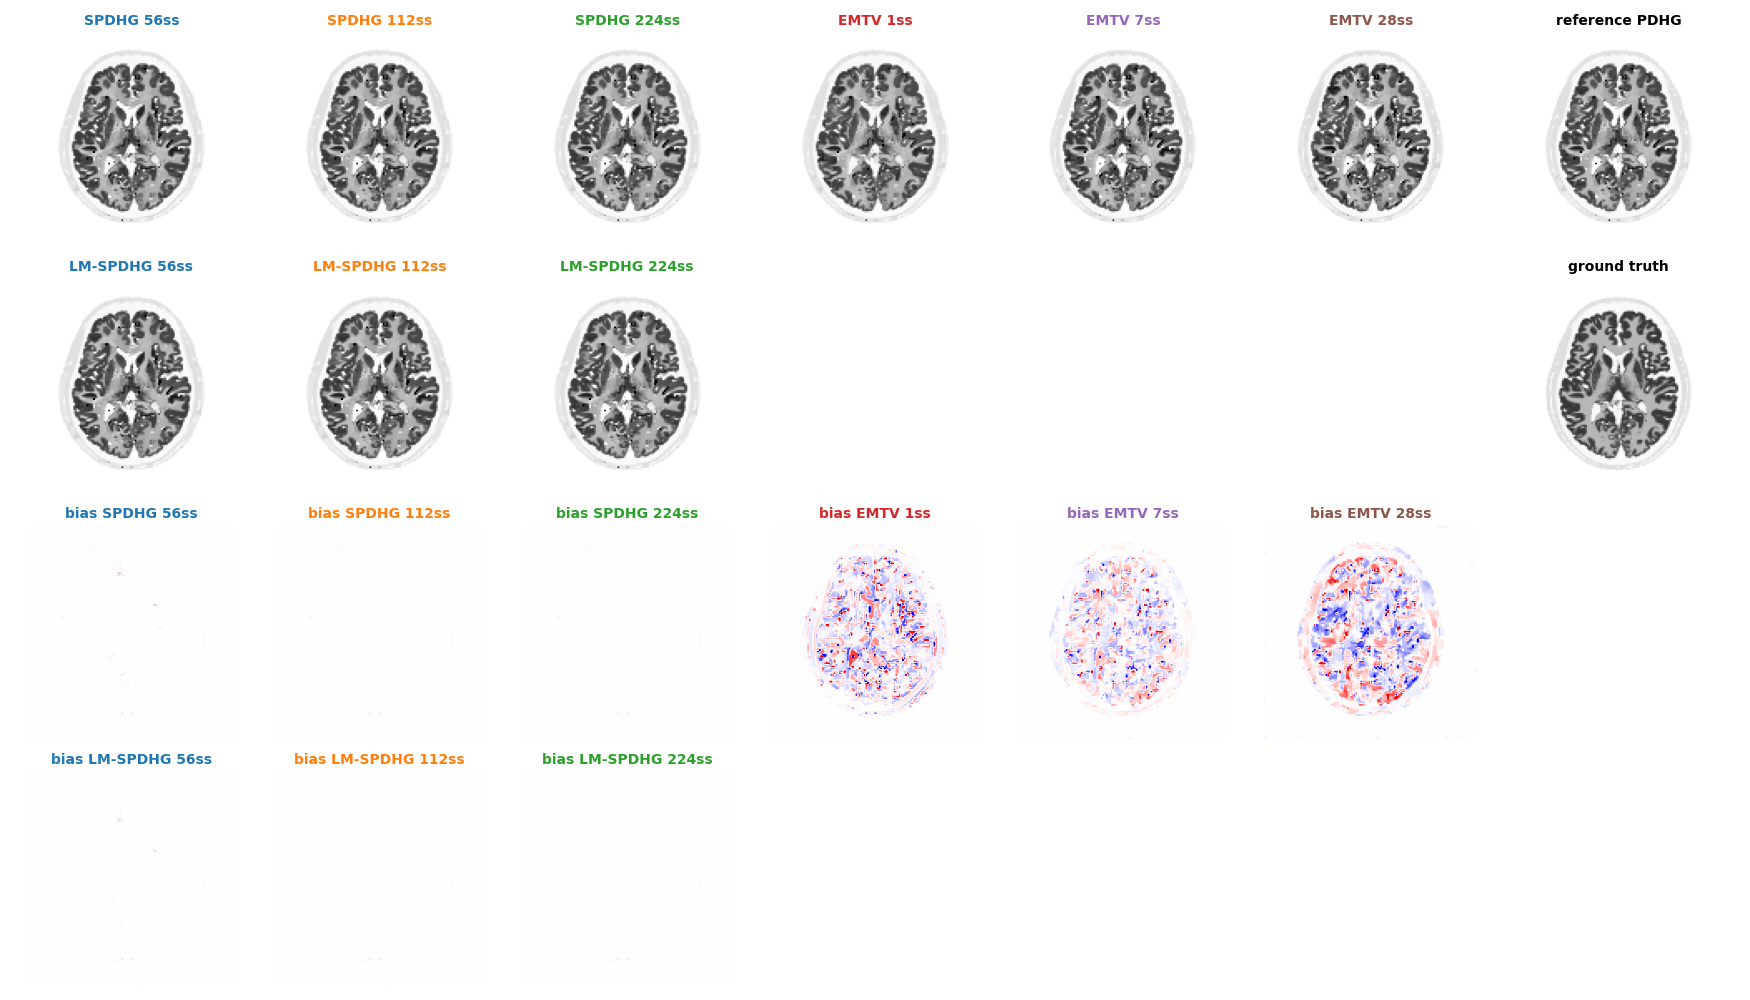 SPDHG 56ss SPDHG 112ss SPDHG 224ss EMTV 1ss EMTV 7ss EMTV 28ss reference PDHG
LM-SPDHG 56ss LM-SPDHG 112ss LM-SPDHG 224ss ground truth
bias SPDHG 56ss bias SPDHG 112ss bias SPDHG 224ss bias EMTV 1ss bias EMTV 7ss bias EMTV 28ss
bias LM-SPDHG 56ss bias LM-SPDHG 112ss bias LM-SPDHG 224ss